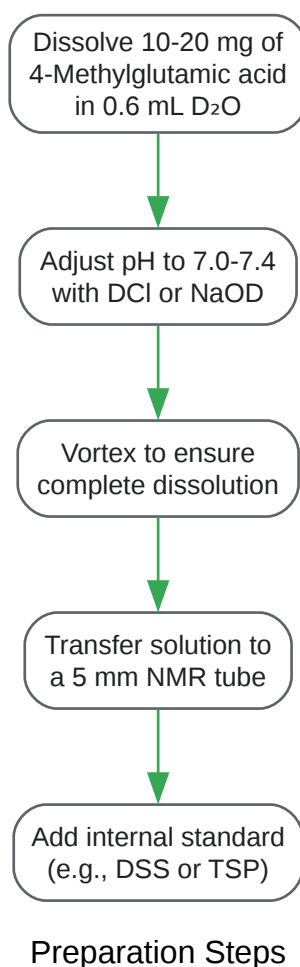 Dissolve 10-20 mg of
4-Methylglutamic acid
in 0.6 mL D₂O
Adjust pH to 7.0-7.4
with DCl or NaOD
Vortex to ensure
complete dissolution
Transfer solution to
a 5 mm NMR tube
Add internal standard
(e.g., DSS or TSP)
Preparation Steps